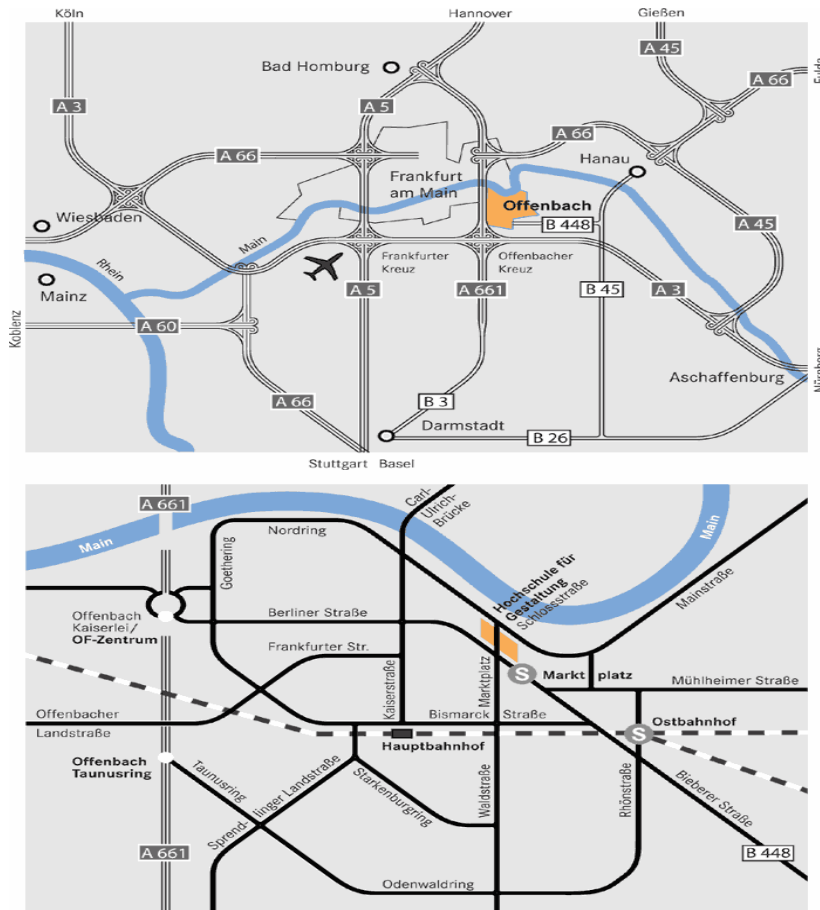 Köln
Hannover
Gießen
A 45
Bad Homburg
A 66
Fulda
A 3
A 5
A 66
A 66
Hanau
Frankfurt
am Main
Offenbach
Wiesbaden
B 448
A 45
Main
Rhein
Frankfurter
Kreuz
Offenbacher
Kreuz
Mainz
A 5
A 661
B 45
A 3
Koblenz
A 60
Nürnberg
Aschaffenburg
A 66
B 3
Darmstadt
B 26
Stuttgart Basel
A 661
Carl-
Ulrich-
Brücke
Nordring
Main
Main
Goethering
Hochschule für
Gestaltung
Schlossstraße
Mainstraße
Offenbach
Kaiserlei/
OF-Zentrum
Berliner Straße
Frankfurter Str.
Kaiserstraße
Marktplatz
S
Markt platz
Mühlheimer Straße
Offenbacher
Landstraße
Bismarck Straße
Ostbahnhof
S
Hauptbahnhof
Offenbach
Taunusring
Taunusring
Starkenburgring
Sprend-
linger Landstraße
Waldstraße
Rhönstraße
Bieberer Straße
A 661
B 448
Odenwaldring